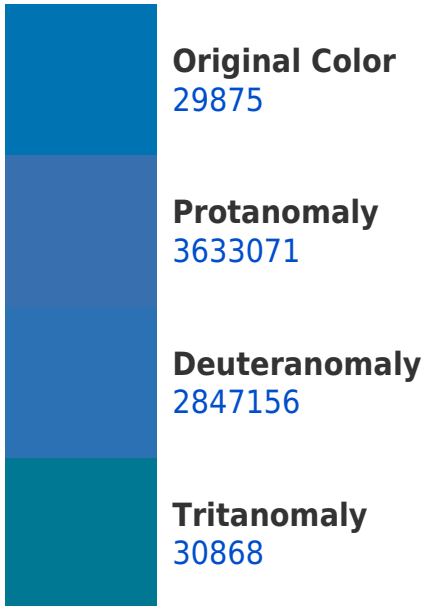 Original Color
29875
Protanomaly
3633071
Deuteranomaly
2847156
Tritanomaly
30868